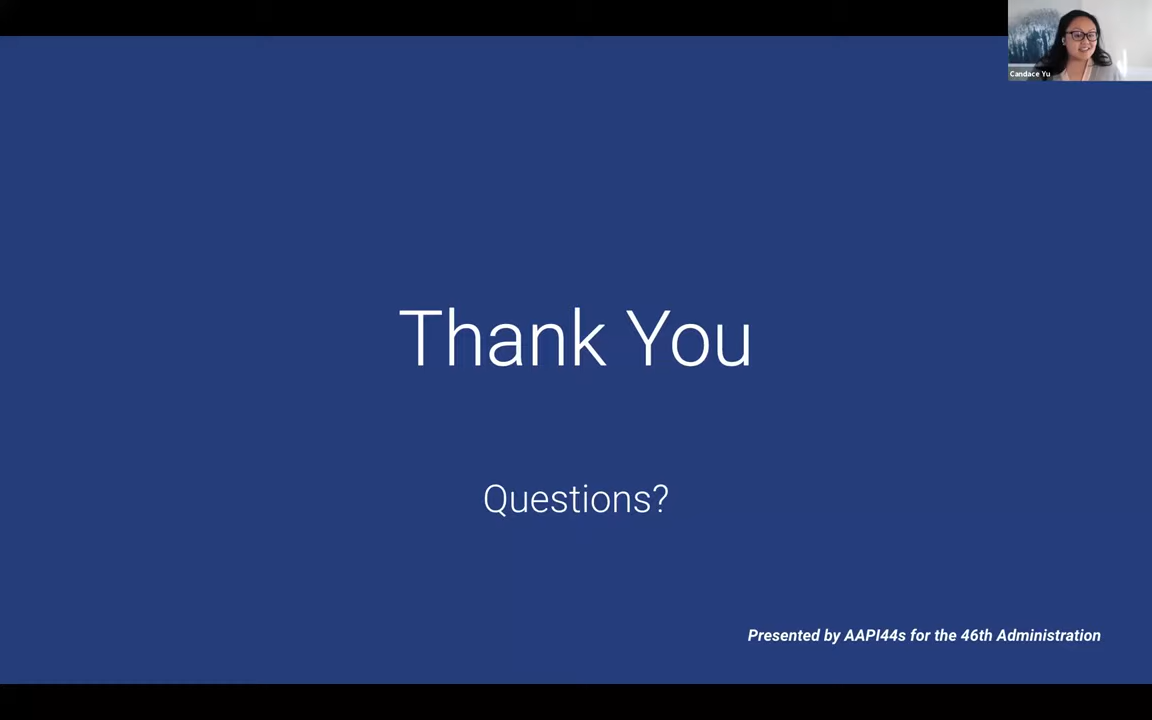 Candace Yu
Thank You
Questions?
Presented by AAPI44s for the 46th Administration